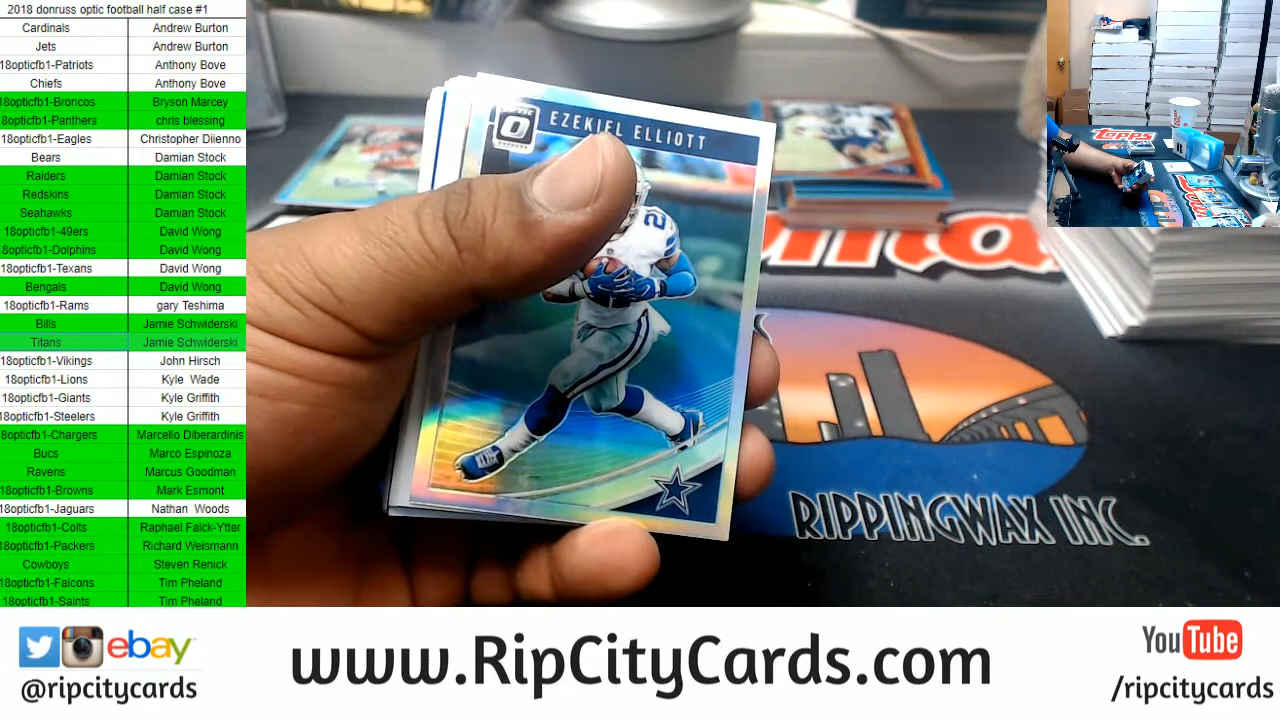 2018 donruss optic football half case #1
Cardinals Andrew Burton
Jets Andrew Burton
18opticfb1-Patriots Anthony Bove
Chiefs Anthony Bove
18opticfb1-Broncos Bryson Marcey
18opticfb1-Panthers chris blessing
18opticfb1-Eagles Christopher Diienno
Bears Damian Stock
Raiders Damian Stock
Redskins Damian Stock
Seahawks Damian Stock
18opticfb1-49ers David Wong
18opticfb1-Dolphins David Wong
18opticfb1-Texans David Wong
Bengals David Wong
18opticfb1-Rams gary Teshima
Bills Jamie Schwiderski
Titans Jamie Schwiderski
18opticfb1-Vikings John Hirsch
18opticfb1-Lions Kyle Wade
18opticfb1-Giants Kyle Griffith
18opticfb1-Steelers Kyle Griffith
18opticfb1-Chargers Marcelio Diberardinis
Bucs Marco Espinoza
Ravens Marcus Goodman
18opticfb1-Browns Mark Esmont
18opticfb1-Jaguars Nathan Woods
18opticfb1-Colts Raphael Falck-Ytter
18opticfb1-Packers Richard Weismann
Cowboys Steven Renick
18opticfb1-Falcons Tim Pheland
18opticfb1-Saints Tim Pheland
OPTIC
EZEKIEL ELLIOTT
Topps
RIPPINGWAX INC.
ebay
@ripcitycards
www.RipCityCards.com
YouTube
/ripcitycards